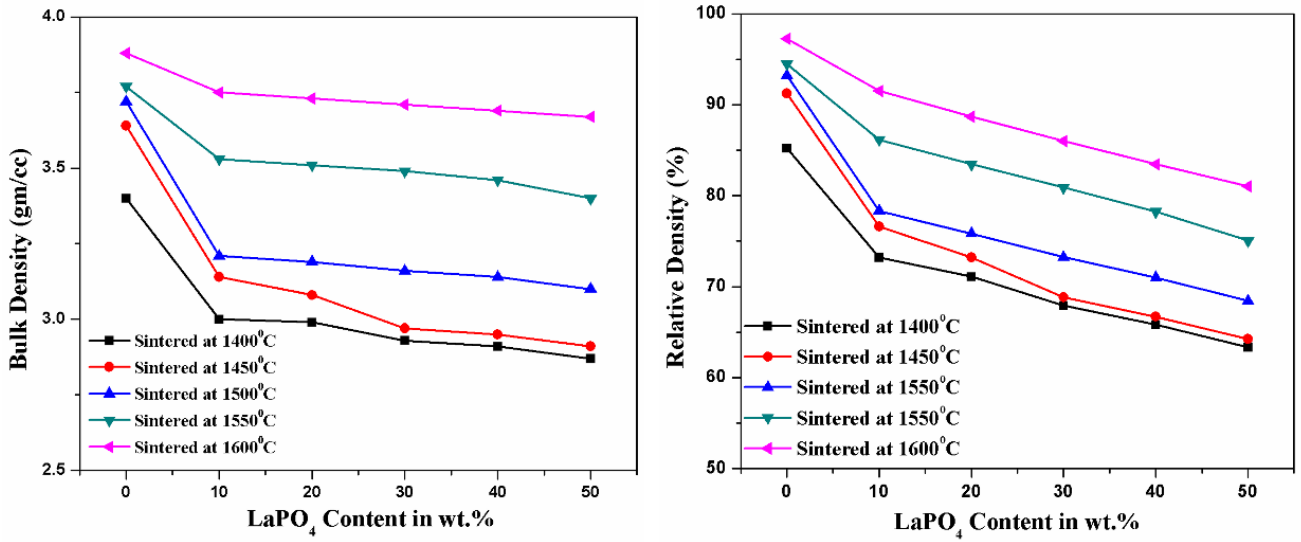 Bulk Density (gm/cc)
4.0
3.5
3.0
2.5
Sintered at 1400⁰C
Sintered at 1450⁰C
Sintered at 1500⁰C
Sintered at 1550⁰C
Sintered at 1600⁰C
0 10 20 30 40 50
LaPO₄ Content in wt.%
Relative Density (%)
100
90
80
70
60
50
Sintered at 1400⁰C
Sintered at 1450⁰C
Sintered at 1550⁰C
Sintered at 1550⁰C
Sintered at 1600⁰C
0 10 20 30 40 50
LaPO₄ Content in wt.%